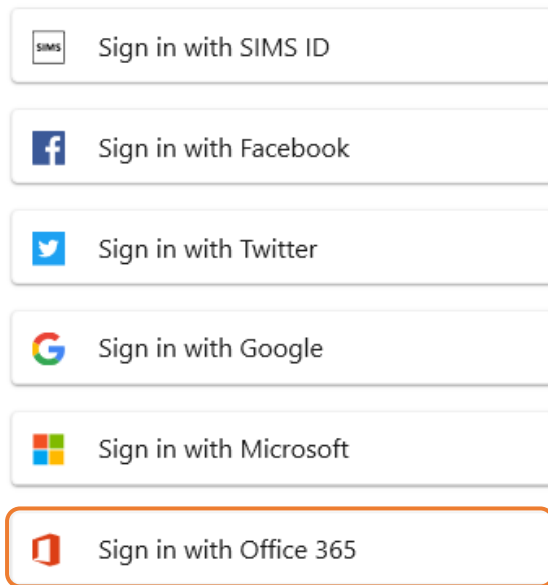 SIMS Sign in with SIMS ID
Sign in with Facebook
Sign in with Twitter
Sign in with Google
Sign in with Microsoft
Sign in with Office 365